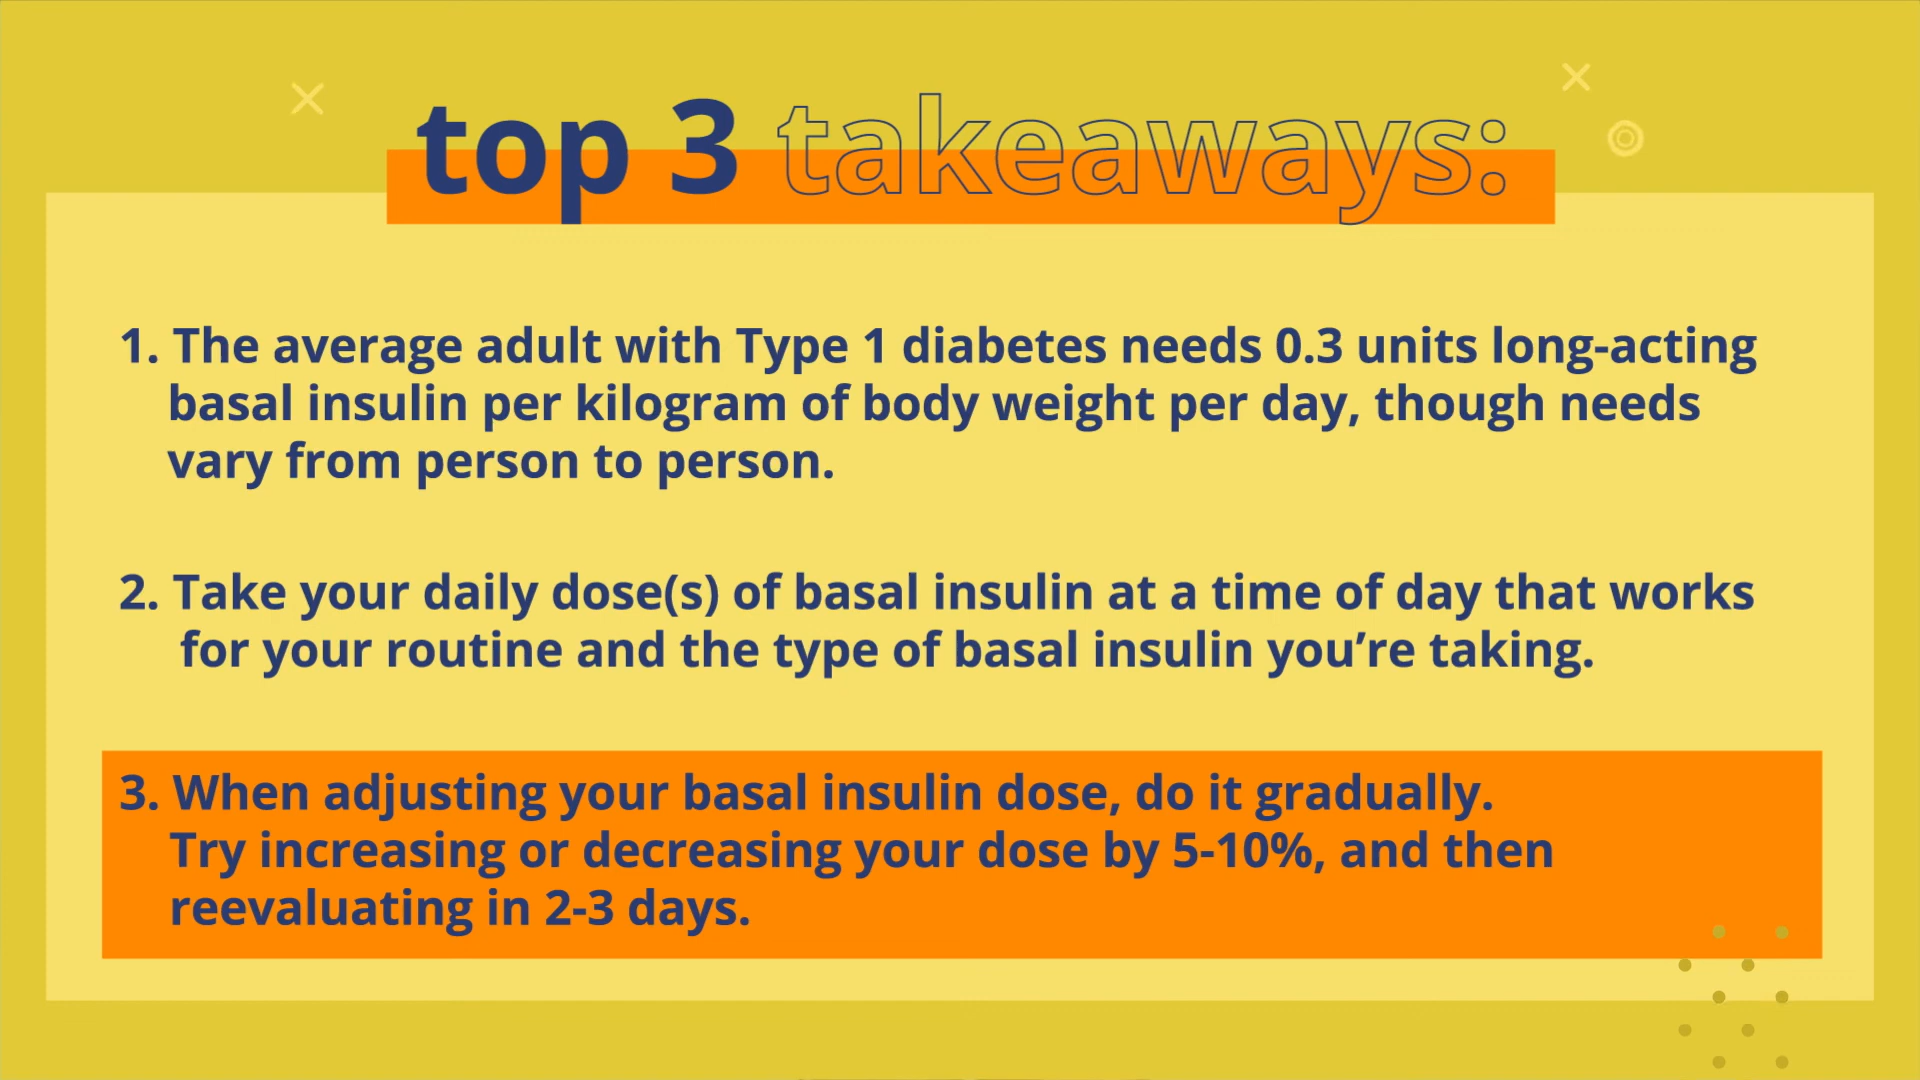 top 3 takeaways:
1. The average adult with Type 1 diabetes needs 0.3 units long-acting
basal insulin per kilogram of body weight per day, though needs
vary from person to person.
2. Take your daily dose(s) of basal insulin at a time of day that works
for your routine and the type of basal insulin you’re taking.
3. When adjusting your basal insulin dose, do it gradually.
Try increasing or decreasing your dose by 5-10%, and then
reevaluating in 2-3 days.